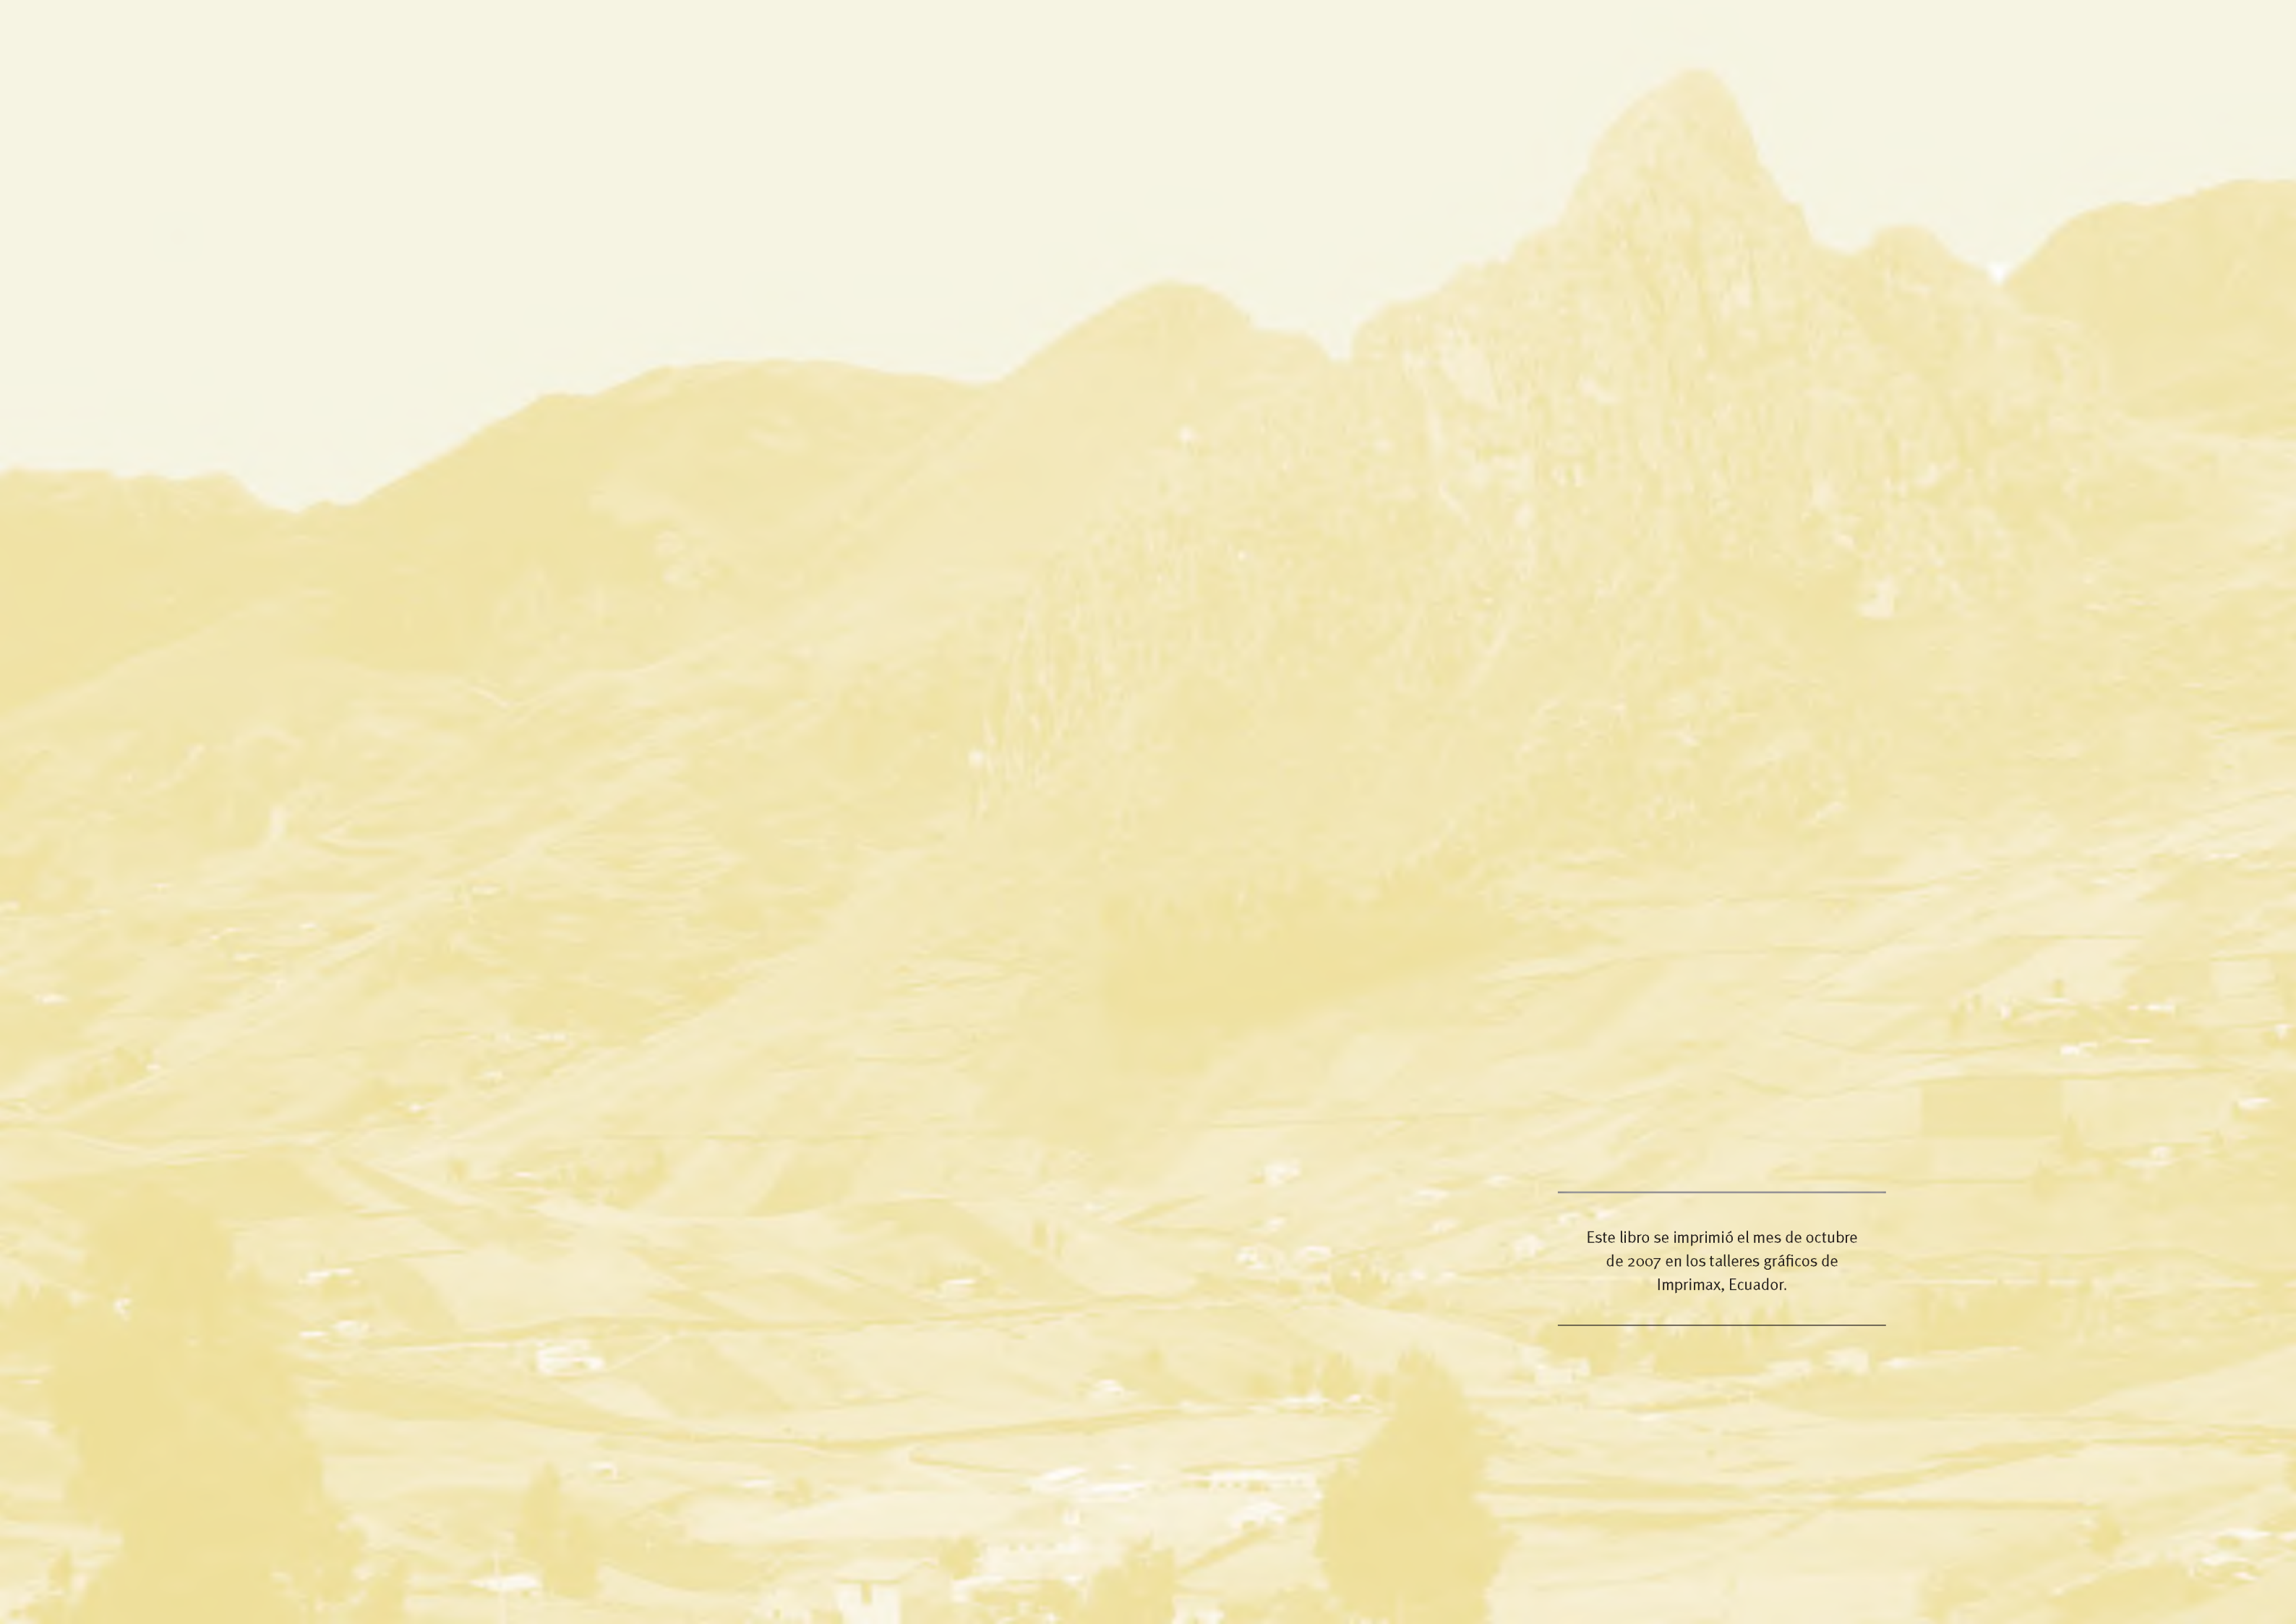 Este libro se imprimió el mes de octubre
de 2007 en los talleres gráficos de
Imprimax, Ecuador.